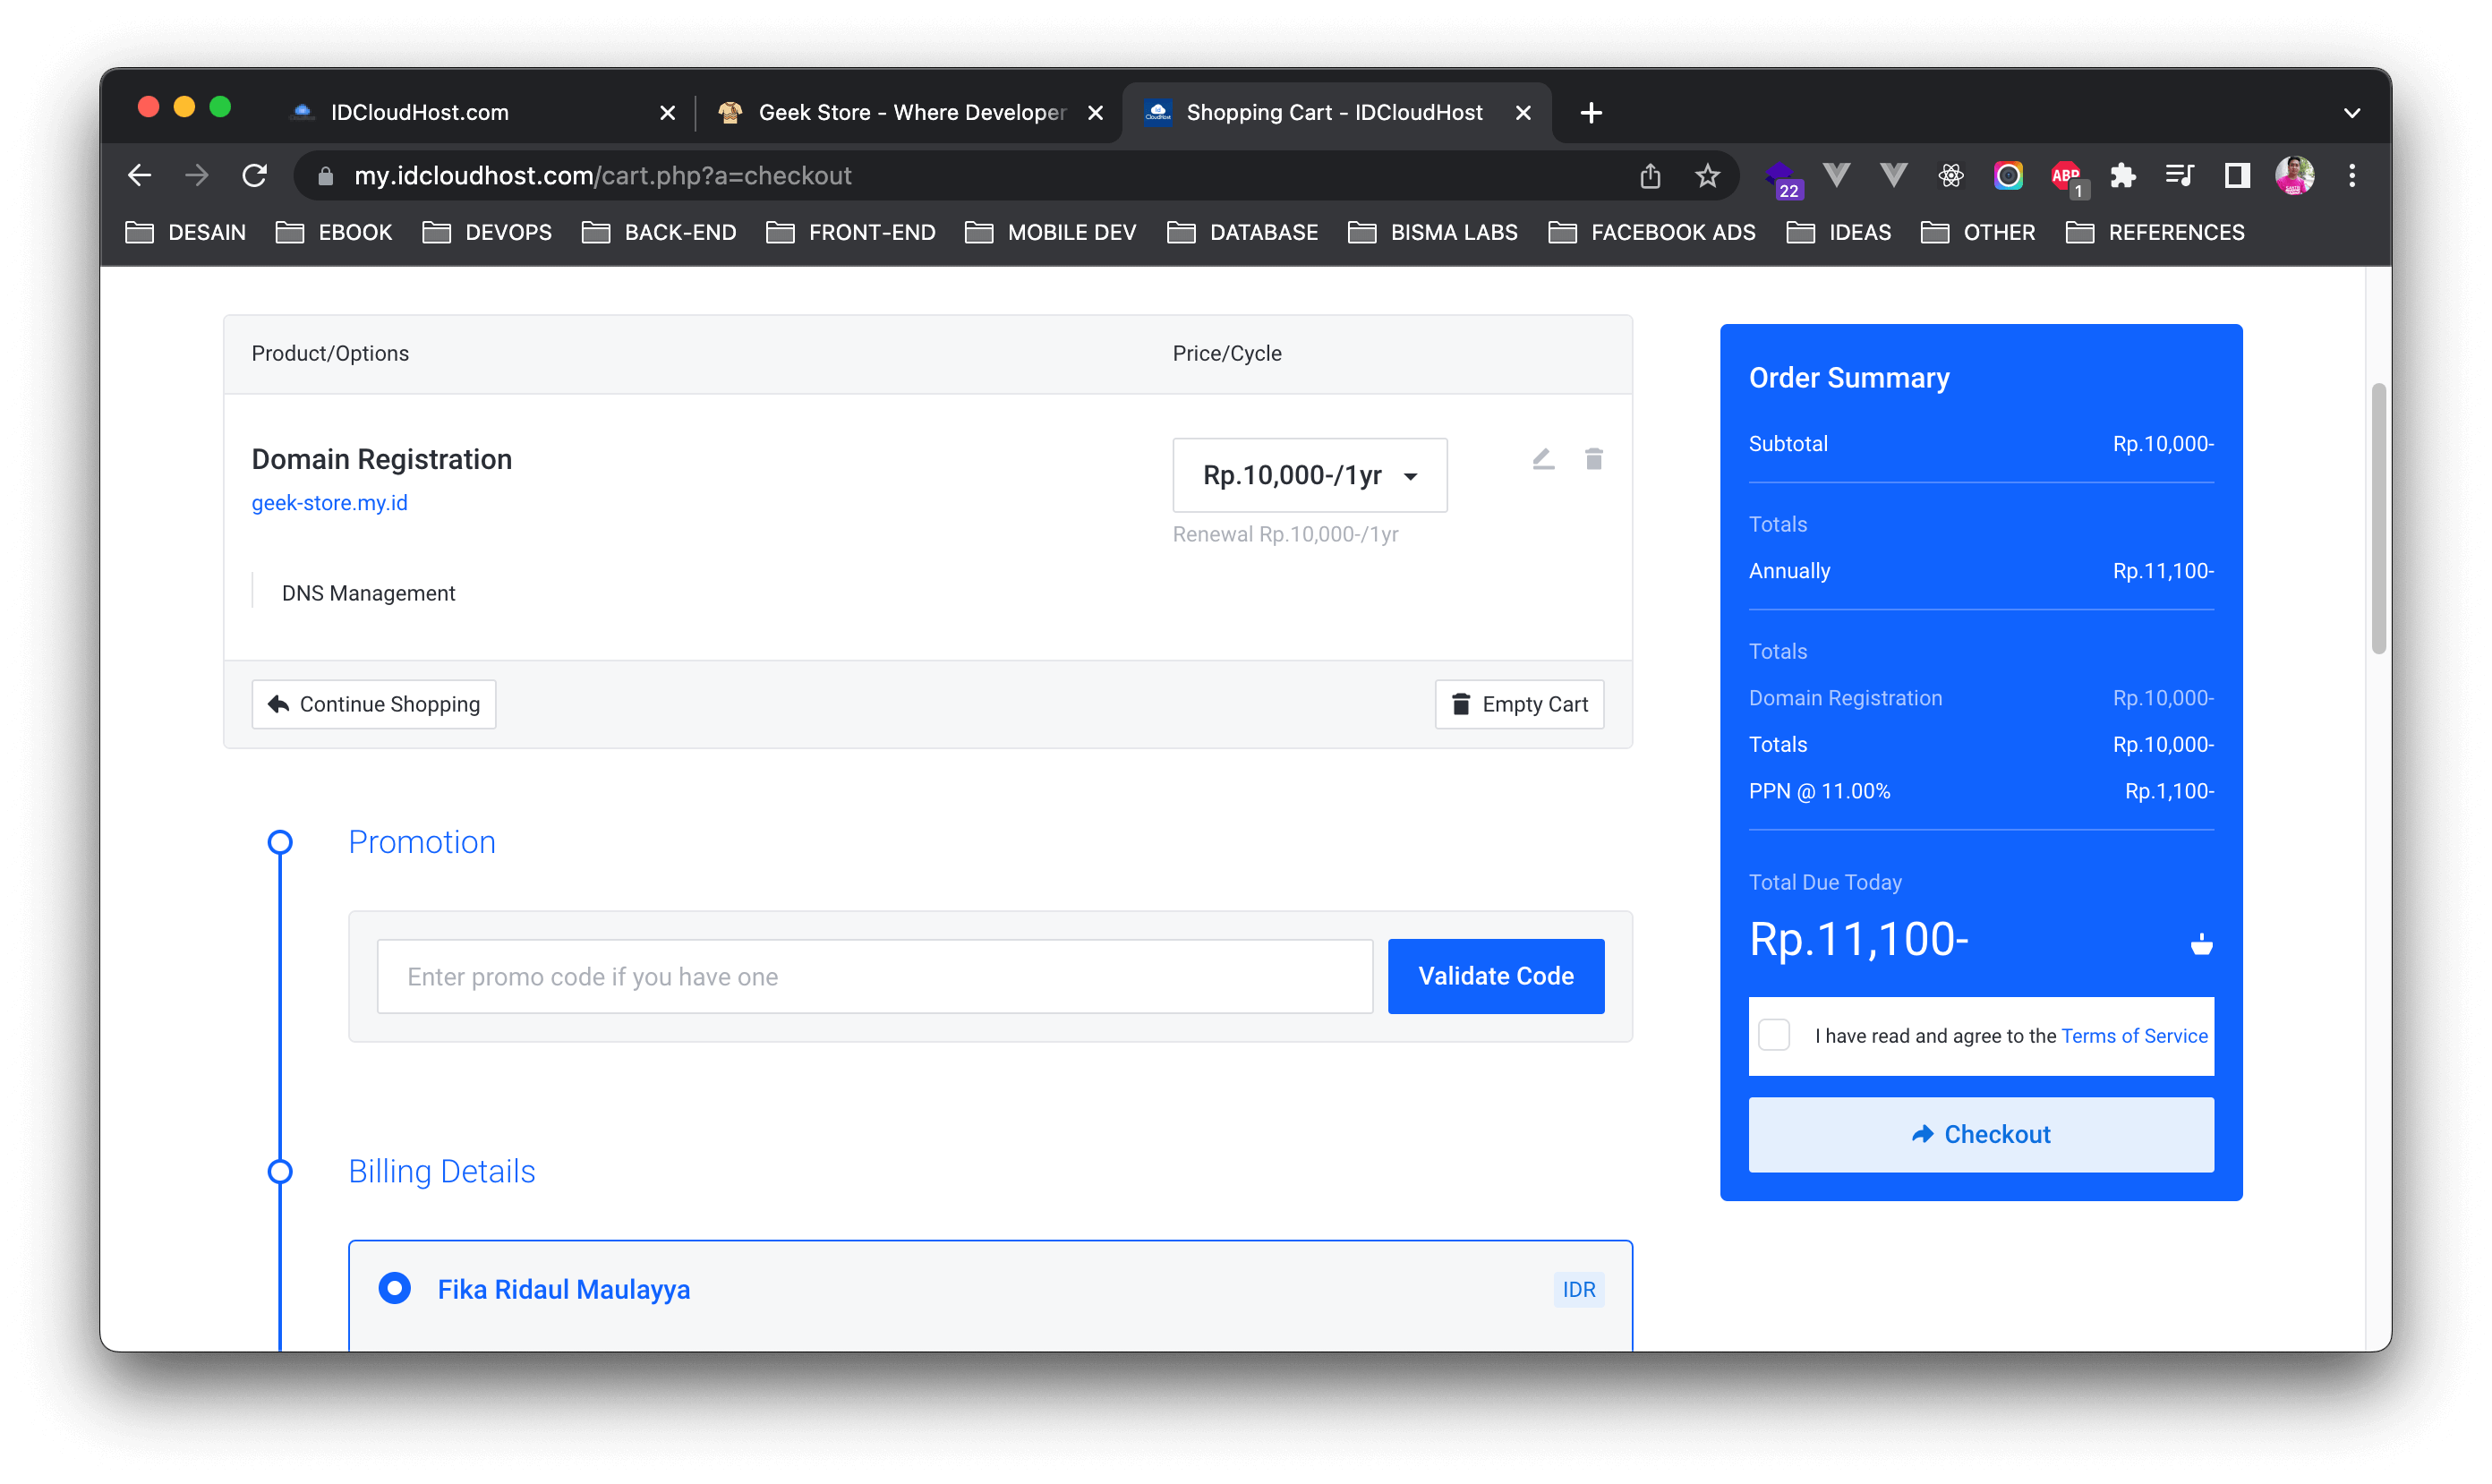 IDCloudHost.com
Geek Store - Where Developer
Shopping Cart - IDCloudHost
my.idcloudhost.com/cart.php?a=checkout
22
ABP
1
DESAIN
EBOOK
DEVOPS
BACK-END
FRONT-END
MOBILE DEV
DATABASE
BISMA LABS
FACEBOOK ADS
IDEAS
OTHER
REFERENCES
Product/Options
Price/Cycle
Domain Registration
geek-store.my.id
Rp.10,000-/1yr
Renewal Rp.10,000-/1yr
DNS Management
Continue Shopping
Empty Cart
Promotion
Enter promo code if you have one
Validate Code
Billing Details
Fika Ridaul Maulayya
IDR
Order Summary
Subtotal Rp.10,000-
Totals
Annually Rp.11,100-
Totals
Domain Registration Rp.10,000-
Totals Rp.10,000-
PPN @ 11.00% Rp.1,100-
Total Due Today
Rp.11,100-
I have read and agree to the Terms of Service
Checkout